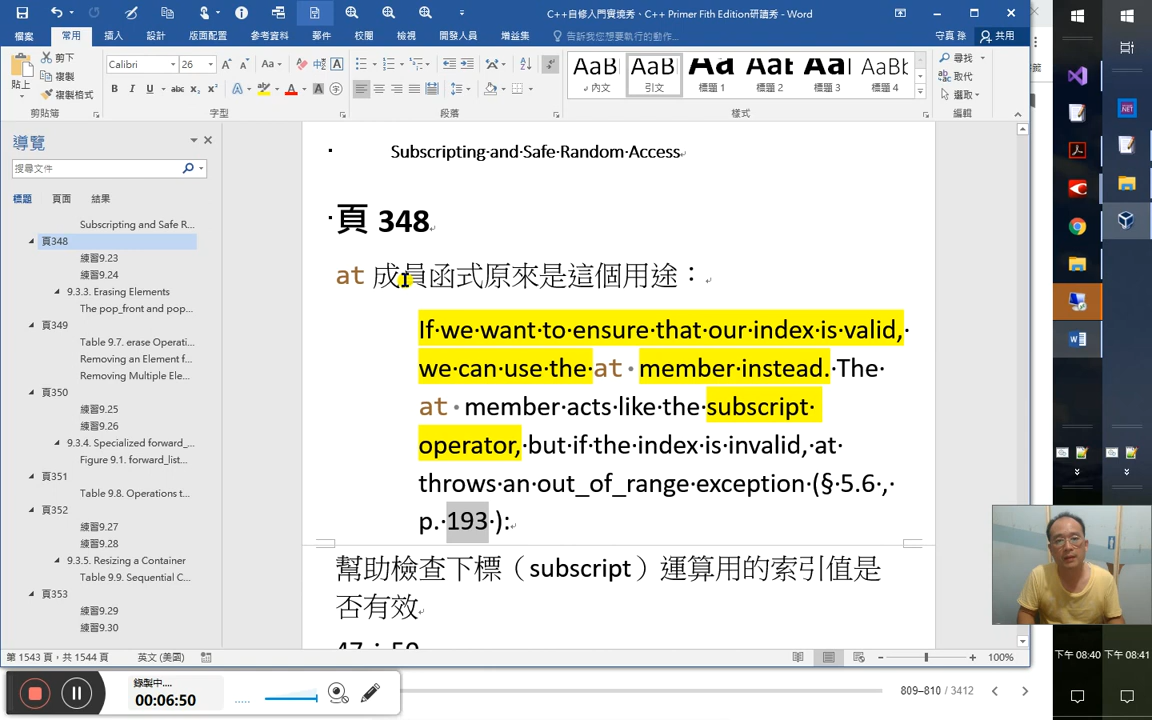 C++自修入門實境秀、C++ Primer Fith Edition研讀秀 - Word
檔案 常用 插入 設計 版面配置 參考資料 郵件 校閱 檢視 開發人員 增益集 告訴我您想要執行的動作... 守真 孫 共用
貼上 剪下 複製 複製格式 剪貼簿
Calibri 26 字型
段落
AaB AaB AaB AaB AaB AaBb
內文 引文 標題 1 標題 2 標題 3 標題 4
樣式
尋找 取代 選取 編輯
導覽
搜尋文件
標題 頁面 結果
Subscripting and Safe R...
頁348
練習9.23
練習9.24
9.3.3. Erasing Elements
The pop_front and pop...
頁349
Table 9.7. erase Operati...
Removing an Element f...
Removing Multiple Ele...
頁350
練習9.25
練習9.26
9.3.4. Specialized forward_...
Figure 9.1. forward_list...
頁351
Table 9.8. Operations t...
頁352
練習9.27
練習9.28
9.3.5. Resizing a Container
Table 9.9. Sequential C...
頁353
練習9.29
練習9.30
Subscripting and Safe Random Access
頁 348
at 成員函式原來是這個用途：
If we want to ensure that our index is valid,
we can use the at member instead. The
at member acts like the subscript
operator, but if the index is invalid, at
throws an out_of_range exception (§ 5.6 ,
p. 193 ):
幫助檢查下標（subscript）運算用的索引值是
否有效
第 1543 頁，共 1544 頁 英文 (美國) 100%
錄製中....
00:06:50
809–810 / 3412
下午 08:40 下午 08:41